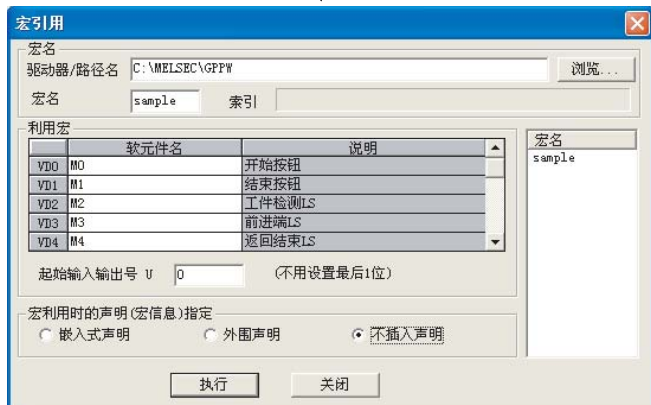 宏引用
宏名
驱动器/路径名 C:\MELSEC\GPPW 浏览...
宏名 sample 索引
利用宏
软元件名 说明
VD0 M0 开始按钮
VD1 M1 结束按钮
VD2 M2 工件检测LS
VD3 M3 前进端LS
VD4 M4 返回结束LS
宏名
sample
起始输入输出号 U 0 (不用设置最后1位)
宏利用时的声明(宏信息)指定
嵌入式声明 外围声明 不插入声明
执行 关闭